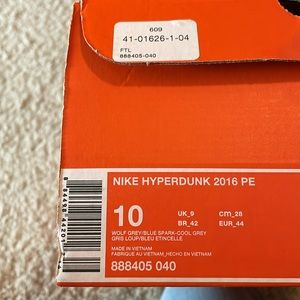 609
41-01626-1-04
FTL
888405-040
NIKE HYPERDUNK 2016 PE
10
UK_9
CM_28
BR_42
EUR_44
WOLF GREY/BLUE SPARK-COOL GREY
GRIS LOUP/BLEU ETINCELLE
MADE IN VIETNAM
FABRIQUÉ AU VIETNAM_HECHO EN VIETNAM
888405 040